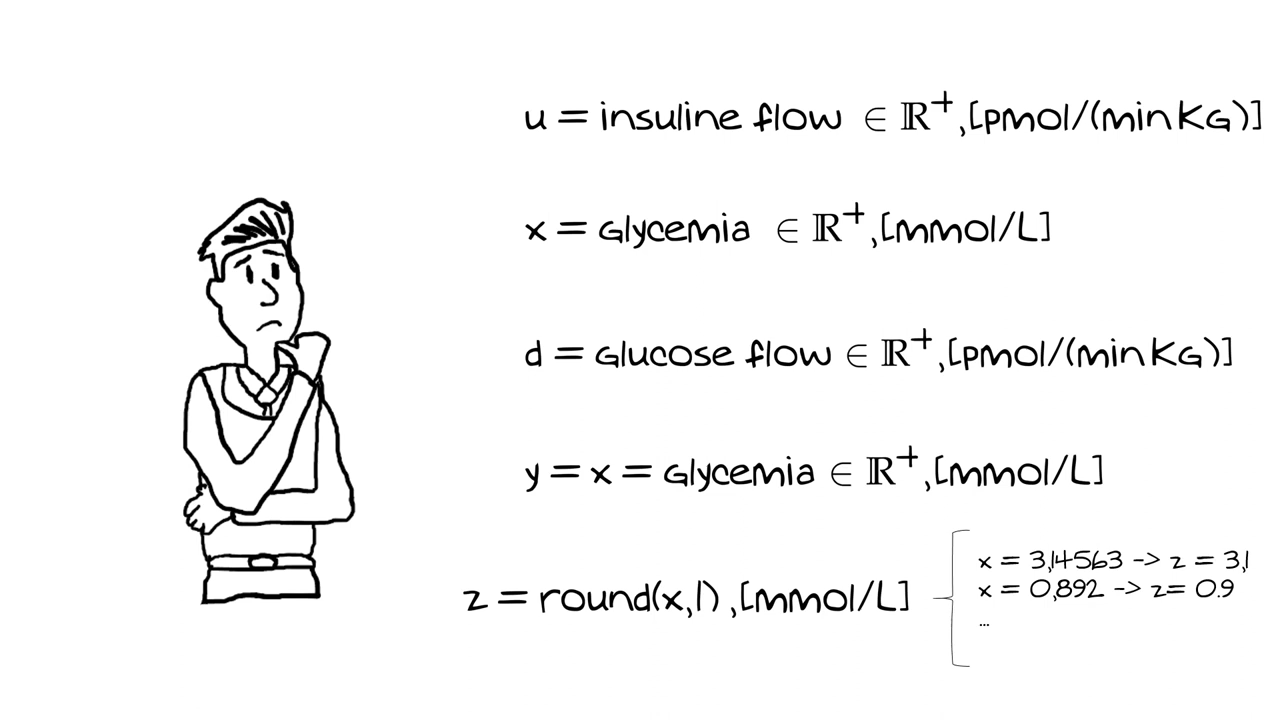 u = insuline flow ∈ ℝ⁺,[pmol/(min KG)]
x = Glycemia ∈ ℝ⁺,[mmol/L]
d = Glucose flow ∈ ℝ⁺,[pmol/(min KG)]
y = x = Glycemia ∈ ℝ⁺,[mmol/L]
z = round(x,1) ,[mmol/L]
x = 3,14563 -> z = 3,1
x = 0,892 -> z= 0.9
...